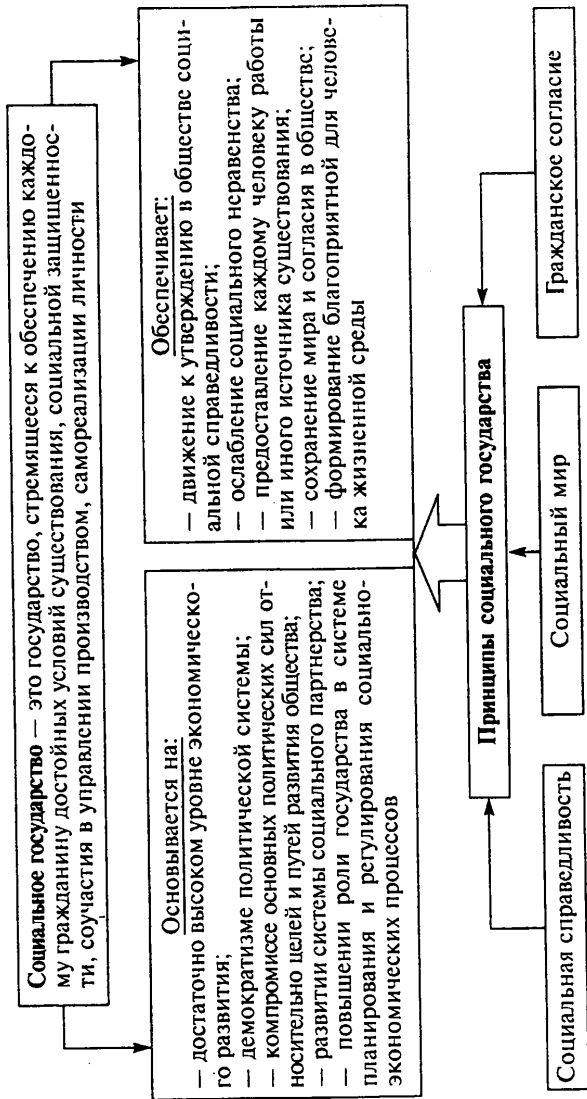 Социальное государство — это государство, стремящееся к обеспечению каждо-
му гражданину достойных условий существования, социальной защищеннос-
ти, соучастия в управлении производством, самореализации личности
Основывается на:
— достаточно высоком уровне экономическо-
го развития;
— демократизме политической системы;
— компромиссе основных политических сил от-
носительно целей и путей развития общества;
— развитии системы социального партнерства;
— повышении роли государства в системе
планирования и регулирования социально-
экономических процессов
Обеспечивает:
— движение к утверждению в обществе соци-
альной справедливости;
— ослабление социального неравенства;
— предоставление каждому человеку работы
или иного источника существования;
— сохранение мира и согласия в обществе;
— формирование благоприятной для челове-
ка жизненной среды
Принципы социального государства
Социальная справедливость
Социальный мир
Гражданское согласие